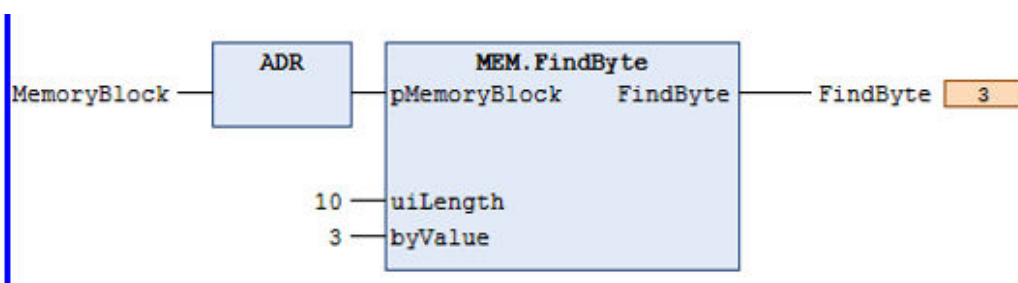 ADR MEM.FindByte
MemoryBlock pMemoryBlock FindByte FindByte 3
10 uiLength
3 byValue